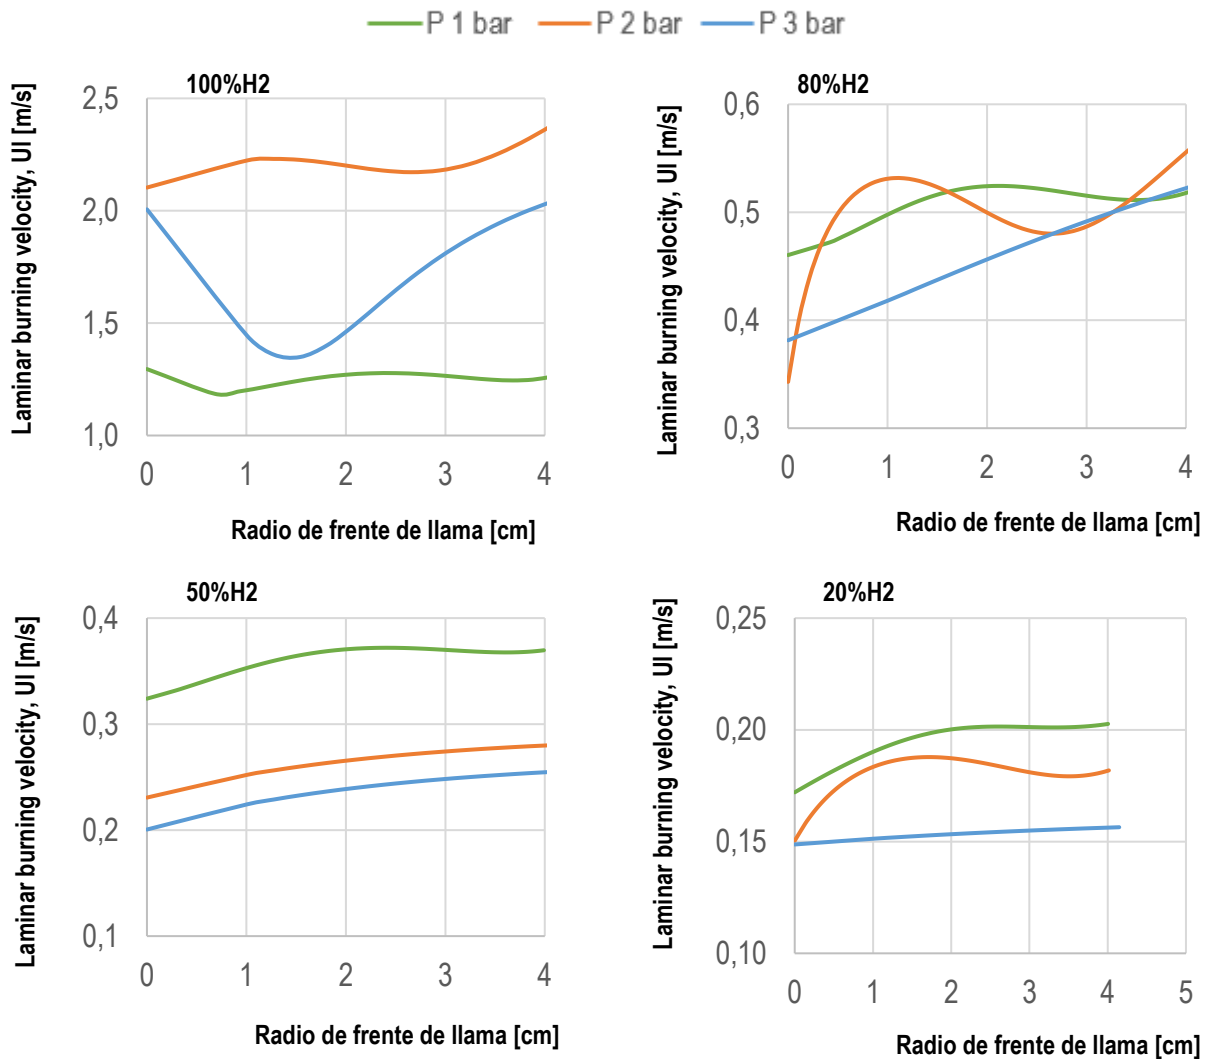 P 1 bar P 2 bar P 3 bar
100%H2
Laminar burning velocity, Ul [m/s]
2,5
2,0
1,5
1,0
0 1 2 3 4
Radio de frente de llama [cm]
80%H2
Laminar burning velocity, Ul [m/s]
0,6
0,5
0,4
0,3
0 1 2 3 4
Radio de frente de llama [cm]
50%H2
Laminar burning velocity, Ul [m/s]
0,4
0,3
0,2
0,1
0 1 2 3 4
Radio de frente de llama [cm]
20%H2
Laminar burning velocity, Ul [m/s]
0,25
0,20
0,15
0,10
0 1 2 3 4 5
Radio de frente de llama [cm]